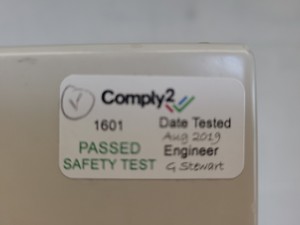 Comply2
1601 Date Tested
Aug 2019
PASSED Engineer
SAFETY TEST G Stewart